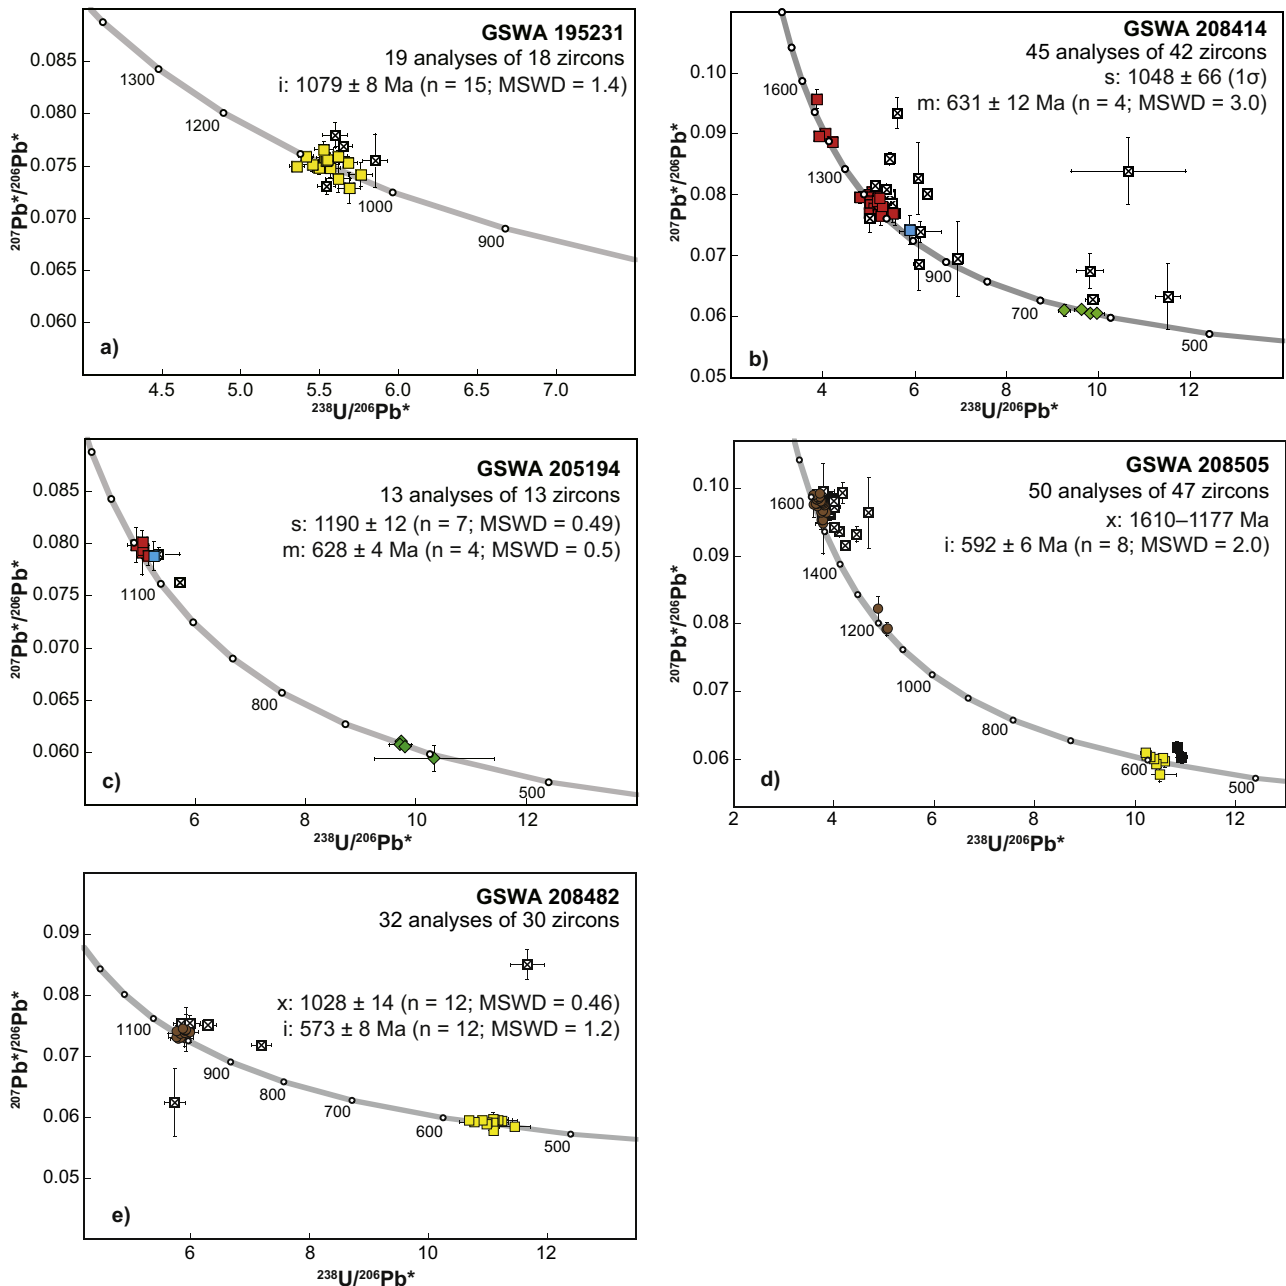 GSWA 195231
19 analyses of 18 zircons
i: 1079 ± 8 Ma (n = 15; MSWD = 1.4)
0.085
0.080
0.075
0.070
0.065
0.060
1300
1200
1000
900
a)
4.5
5.0
5.5
6.0
6.5
7.0
²⁰⁷Pb*/²⁰⁶Pb*
²³⁸U/²⁰⁶Pb*
GSWA 208414
45 analyses of 42 zircons
s: 1048 ± 66 (1σ)
m: 631 ± 12 Ma (n = 4; MSWD = 3.0)
0.10
0.09
0.08
0.07
0.06
0.05
1600
1300
900
700
500
b)
4
6
8
10
12
²⁰⁷Pb*/²⁰⁶Pb*
²³⁸U/²⁰⁶Pb*
GSWA 205194
13 analyses of 13 zircons
s: 1190 ± 12 (n = 7; MSWD = 0.49)
m: 628 ± 4 Ma (n = 4; MSWD = 0.5)
0.085
0.080
0.075
0.070
0.065
0.060
1100
800
500
c)
6
8
10
12
²⁰⁷Pb*/²⁰⁶Pb*
²³⁸U/²⁰⁶Pb*
GSWA 208505
50 analyses of 47 zircons
x: 1610–1177 Ma
i: 592 ± 6 Ma (n = 8; MSWD = 2.0)
0.10
0.09
0.08
0.07
0.06
1600
1400
1200
1000
800
600
500
d)
2
4
6
8
10
12
²⁰⁷Pb*/²⁰⁶Pb*
²³⁸U/²⁰⁶Pb*
GSWA 208482
32 analyses of 30 zircons
x: 1028 ± 14 (n = 12; MSWD = 0.46)
i: 573 ± 8 Ma (n = 12; MSWD = 1.2)
0.09
0.08
0.07
0.06
0.05
1100
900
800
700
600
500
e)
6
8
10
12
²⁰⁷Pb*/²⁰⁶Pb*
²³⁸U/²⁰⁶Pb*